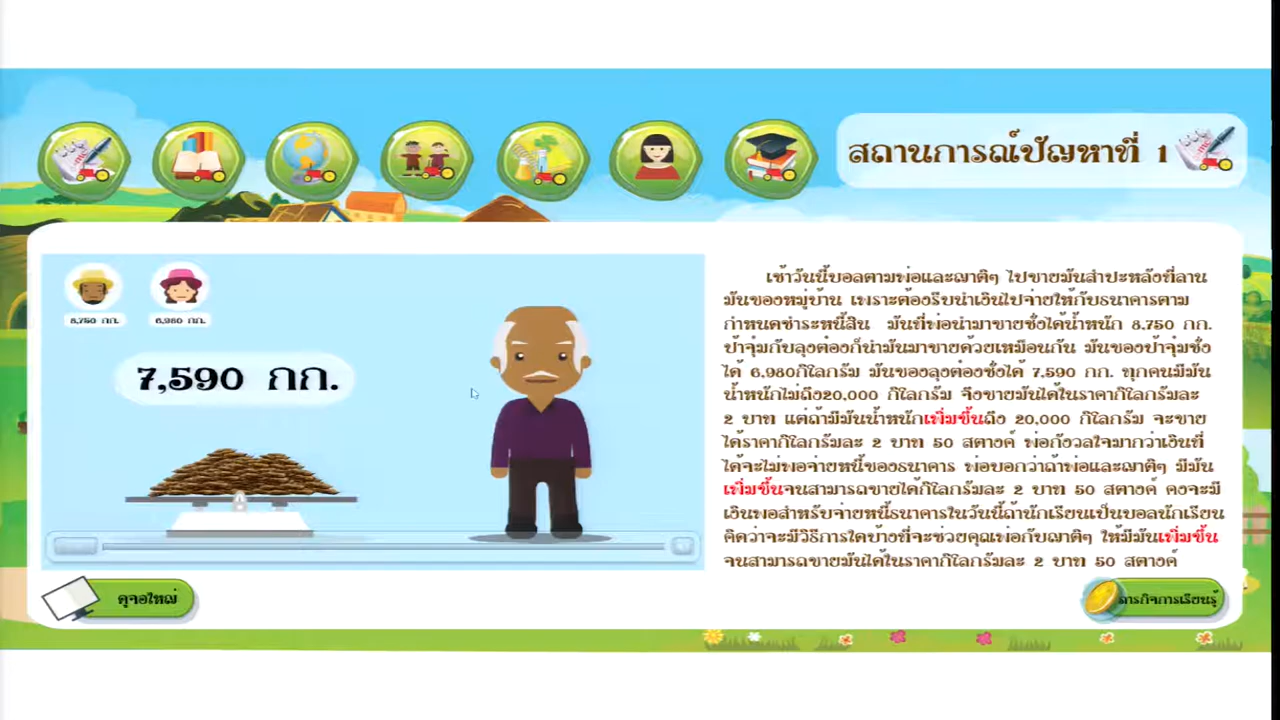 สถานการณ์ปัญหาที่ 1
8,750 กก.
6,980 กก.
7,590 กก.
เช้าวันนี้บอลตามพ่อและญาติๆ ไปขายมันสำปะหลังที่ลาน
มันของหมู่บ้าน เพราะต้องรีบนำเงินไปจ่ายให้กับธนาคารตาม
กำหนดชำระหนี้สิน มันที่พ่อนำมาขายชั่งได้น้ำหนัก 8,750 กก.
ป้าจุ๋มกับลุงต๋องก็นำมันมาขายด้วยเหมือนกัน มันของป้าจุ๋มชั่ง
ได้ 6,980กิโลกรัม มันของลุงต๋องชั่งได้ 7,590 กก. ทุกคนมีมัน
น้ำหนักไม่ถึง20,000 กิโลกรัม จึงขายมันได้ในราคากิโลกรัมละ
2 บาท แต่ถ้ามีมันน้ำหนักเพิ่มขึ้นถึง 20,000 กิโลกรัม จะขาย
ได้ราคากิโลกรัมละ 2 บาท 50 สตางค์ พ่อกังวลใจมากว่าเงินที่
ได้จะไม่พอจ่ายหนี้ของธนาคาร พ่อบอกว่าถ้าพ่อและญาติๆ มีมัน
เพิ่มขึ้นจนสามารถขายได้กิโลกรัมละ 2 บาท 50 สตางค์ คงจะมี
เงินพอสำหรับจ่ายหนี้ธนาคารในวันนี้ถ้านักเรียนเป็นบอลนักเรียน
คิดว่าจะมีวิธีการใดบ้างที่จะช่วยคุณพ่อกับญาติๆ ให้มีมันเพิ่มขึ้น
จนสามารถขายมันได้ในราคากิโลกรัมละ 2 บาท 50 สตางค์
ดูจอใหญ่
ภารกิจการเรียนรู้